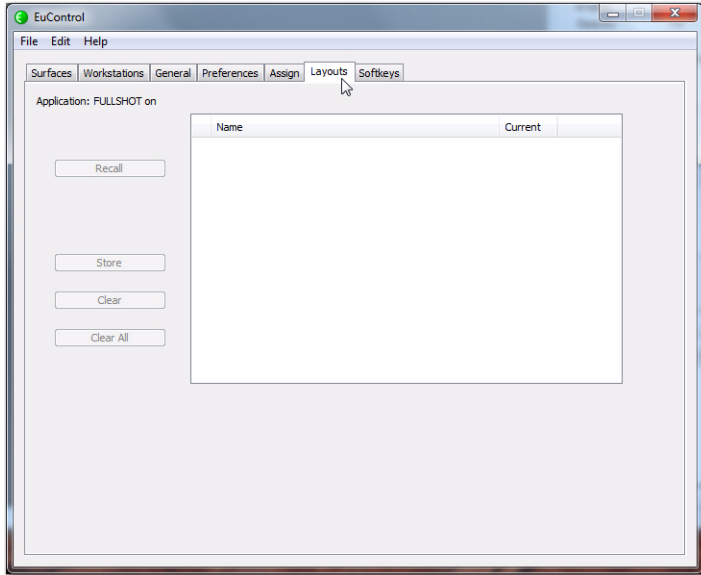 EuControl
File Edit Help
Surfaces Workstations General Preferences Assign Layouts Softkeys
Application: FULLSHOT on
Name Current
Recall
Store
Clear
Clear All